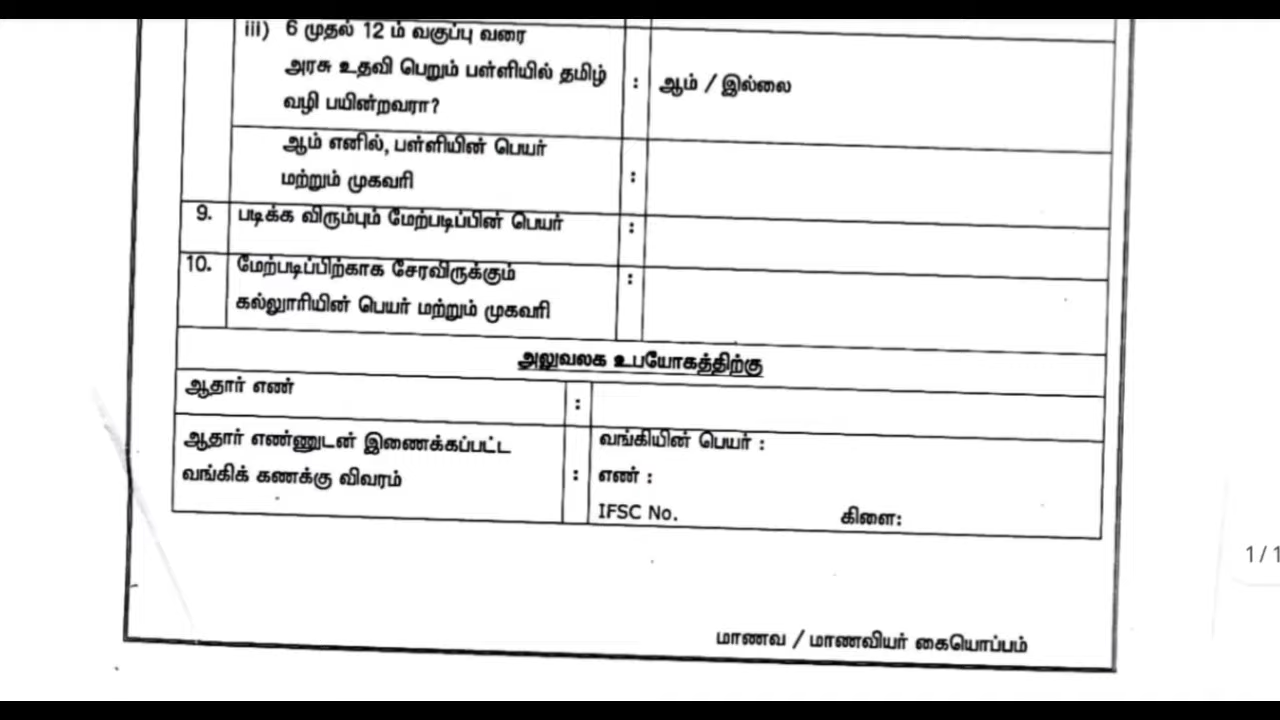 iii) 6 முதல் 12 ம் வகுப்பு வரை
அரசு உதவி பெறும் பள்ளியில் தமிழ்
வழி பயின்றவரா?
: ஆம் / இல்லை
ஆம் எனில், பள்ளியின் பெயர்
மற்றும் முகவரி :
9. படிக்க விரும்பும் மேற்படிப்பின் பெயர் :
10. மேற்படிப்பிற்காக சேரவிருக்கும் :
கல்லூரியின் பெயர் மற்றும் முகவரி
அலுவலக உபயோகத்திற்கு
ஆதார் எண் :
ஆதார் எண்ணுடன் இணைக்கப்பட்ட
வங்கிக் கணக்கு விவரம் :
வங்கியின் பெயர் :
எண் :
IFSC No. கிளை:
மாணவ / மாணவியர் கையொப்பம்
1 / 1